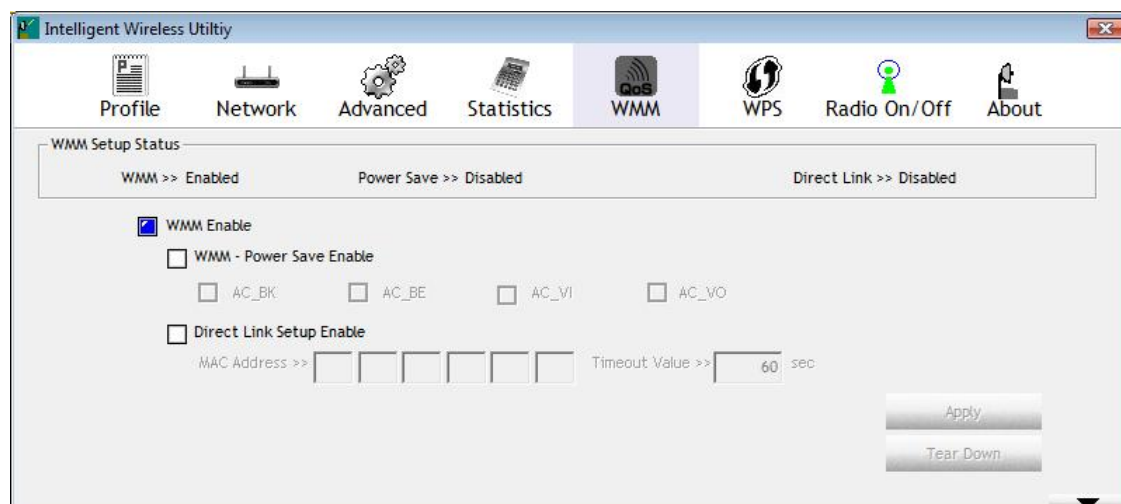 Intelligent Wireless Utiltiy
Profile Network Advanced Statistics QoS WMM WPS Radio On/Off About
WMM Setup Status
WMM >> Enabled Power Save >> Disabled Direct Link >> Disabled
WMM Enable
WMM - Power Save Enable
AC_BK AC_BE AC_VI AC_VO
Direct Link Setup Enable
MAC Address >> Timeout Value >> 60 sec
Apply
Tear Down